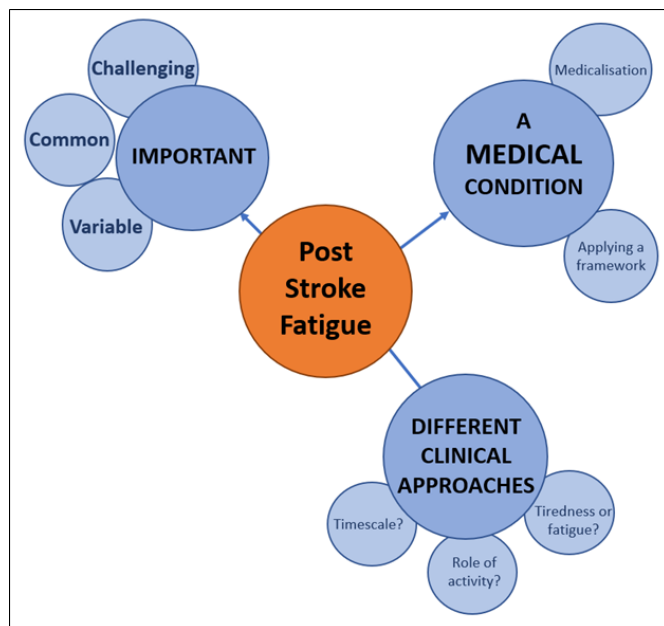 Challenging
Common
Variable
IMPORTANT
A
MEDICAL
CONDITION
Medicalisation
Applying a
framework
Post
Stroke
Fatigue
DIFFERENT
CLINICAL
APPROACHES
Timescale?
Role of
activity?
Tiredness or
fatigue?